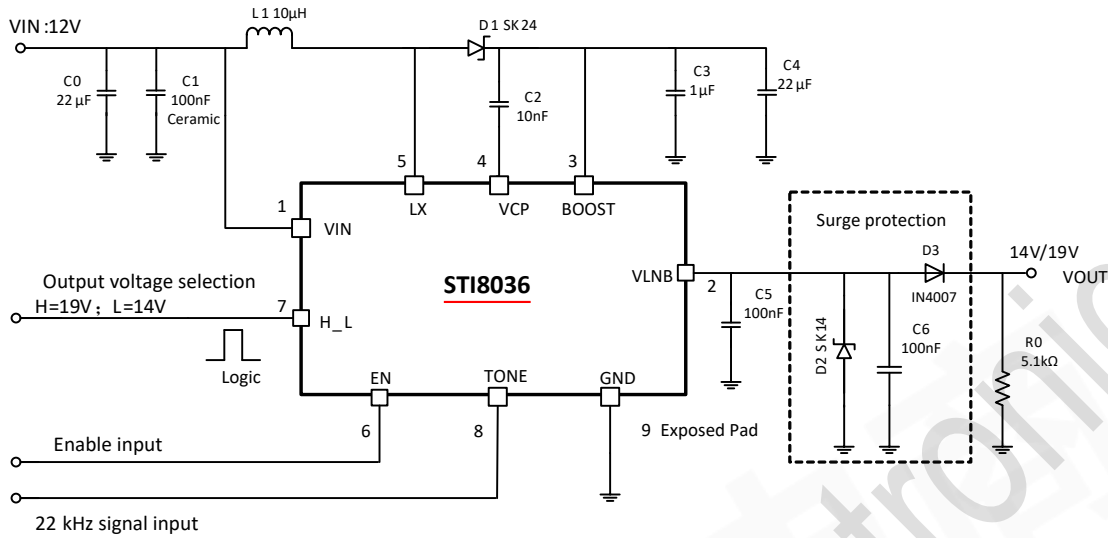 L1 10μH
D1 SK24
VIN :12V
C0
22 μF
C1
100nF
Ceramic
C2
10nF
C3
1μF
C4
22 μF
5
4
3
LX
VCP
BOOST
1
VIN
Surge protection
Output voltage selection
H=19V； L=14V
7
H_L
STI8036
VLNB
2
D3
IN4007
14V/19V
VOUT
C5
100nF
D2 SK14
C6
100nF
R0
5.1kΩ
Logic
EN
TONE
GND
6
8
9 Exposed Pad
Enable input
22 kHz signal input
tronic